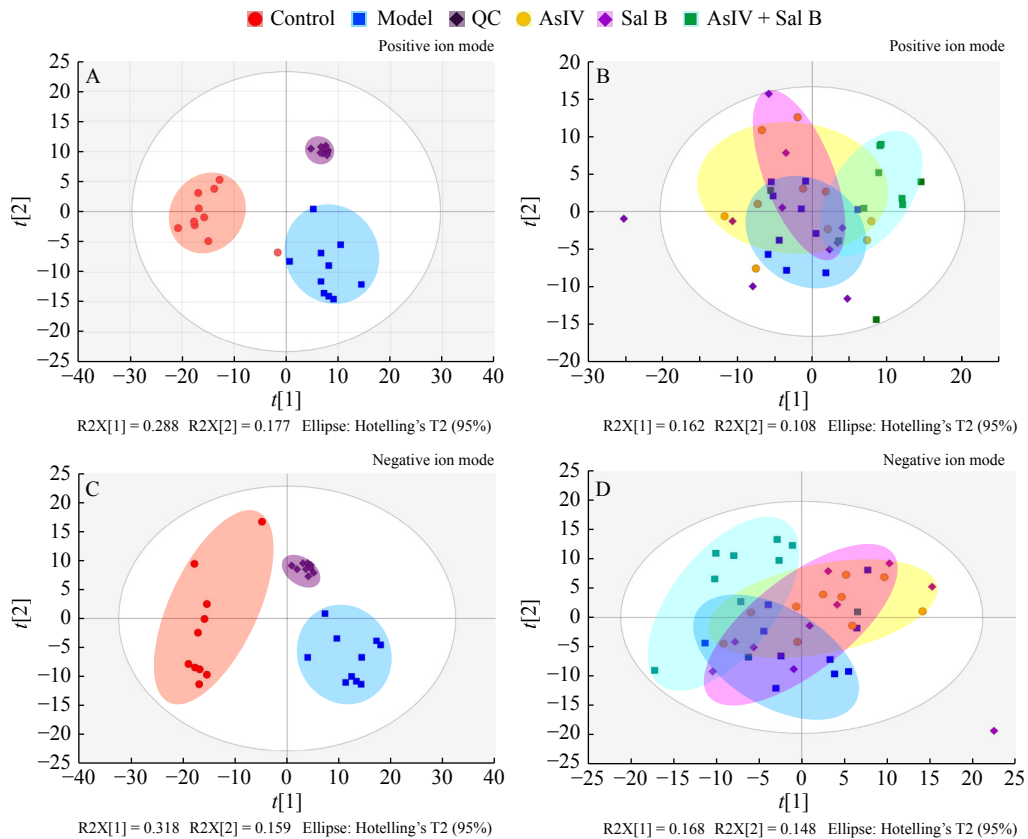 Control Model QC AsIV Sal B AsIV + Sal B
Positive ion mode
A
25
20
15
10
5
0
−5
−10
−15
−20
−25
t[2]
−40 −30 −20 −10 0 10 20 30 40
t[1]
R2X[1] = 0.288 R2X[2] = 0.177 Ellipse: Hotelling's T2 (95%)
Positive ion mode
B
20
15
10
5
0
−5
−10
−15
−20
t[2]
−30 −20 −10 0 10 20 30
t[1]
R2X[1] = 0.162 R2X[2] = 0.108 Ellipse: Hotelling's T2 (95%)
Negative ion mode
C
25
20
15
10
5
0
−5
−10
−15
−20
−25
t[2]
−40 −30 −20 −10 0 10 20 30 40
t[1]
R2X[1] = 0.318 R2X[2] = 0.159 Ellipse: Hotelling's T2 (95%)
Negative ion mode
D
25
20
15
10
5
0
−5
−10
−15
−20
−25
t[2]
−25 −20 −15 −10 −5 0 5 10 15 20 25
t[1]
R2X[1] = 0.168 R2X[2] = 0.148 Ellipse: Hotelling's T2 (95%)